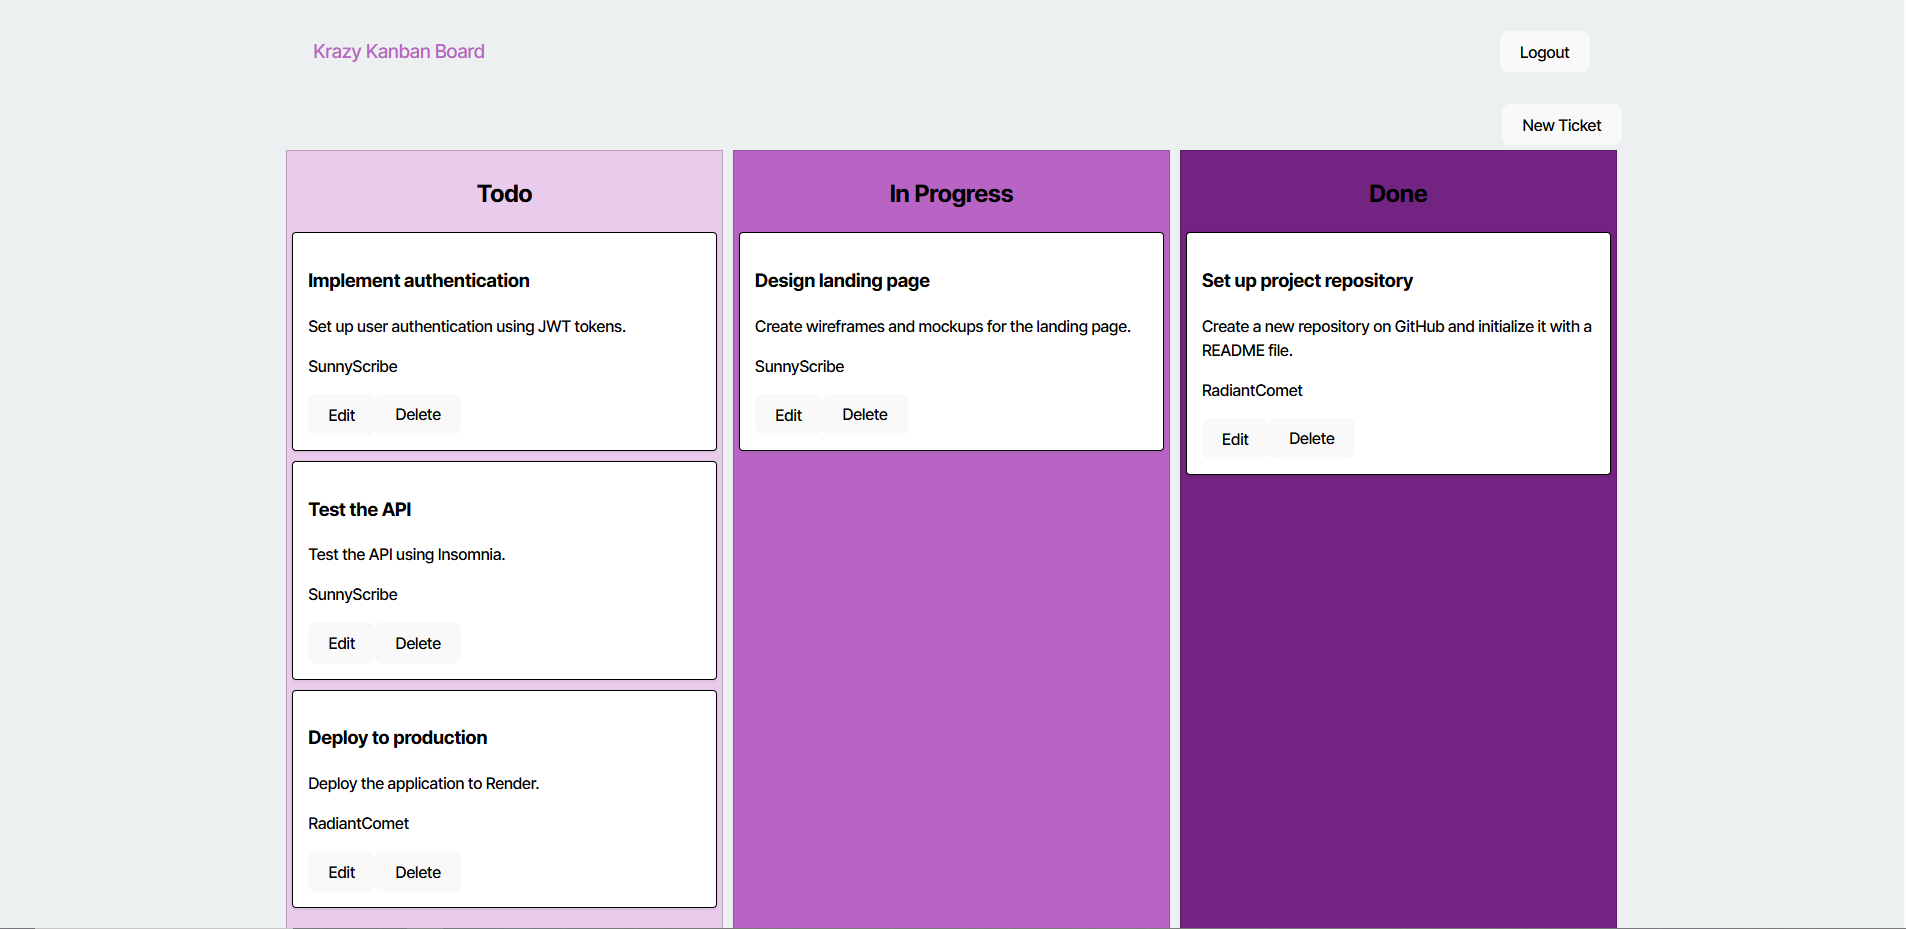 Krazy Kanban Board
Logout
New Ticket
Todo
Implement authentication
Set up user authentication using JWT tokens.
SunnyScribe
Edit Delete
Test the API
Test the API using Insomnia.
SunnyScribe
Edit Delete
Deploy to production
Deploy the application to Render.
RadiantComet
Edit Delete
In Progress
Design landing page
Create wireframes and mockups for the landing page.
SunnyScribe
Edit Delete
Done
Set up project repository
Create a new repository on GitHub and initialize it with a
README file.
RadiantComet
Edit Delete